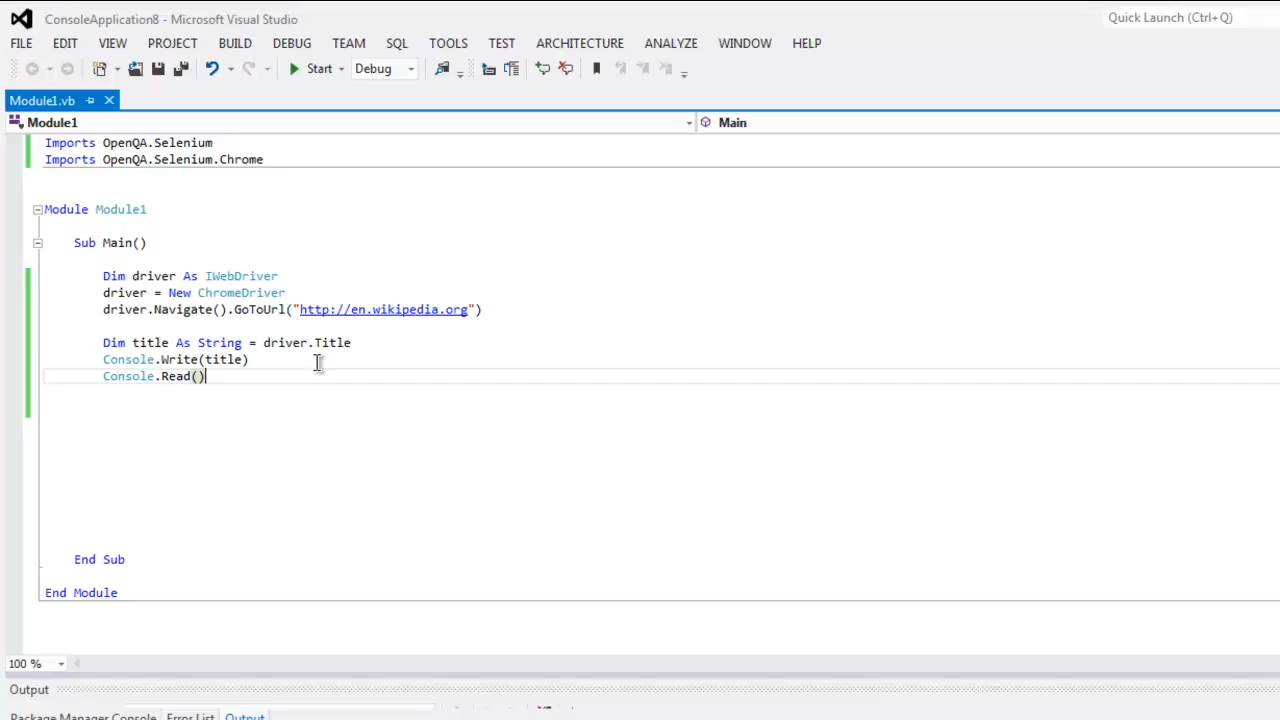 ConsoleApplication8 - Microsoft Visual Studio
Quick Launch (Ctrl+Q)
FILE EDIT VIEW PROJECT BUILD DEBUG TEAM SQL TOOLS TEST ARCHITECTURE ANALYZE WINDOW HELP
Start Debug
Module1.vb
Module1 Main
Imports OpenQA.Selenium
Imports OpenQA.Selenium.Chrome
Module Module1
Sub Main()
Dim driver As IWebDriver
driver = New ChromeDriver
driver.Navigate().GoToUrl("http://en.wikipedia.org")
Dim title As String = driver.Title
Console.Write(title)
Console.Read()
End Sub
End Module
100 %
Output
Package Manager Console Error List Output